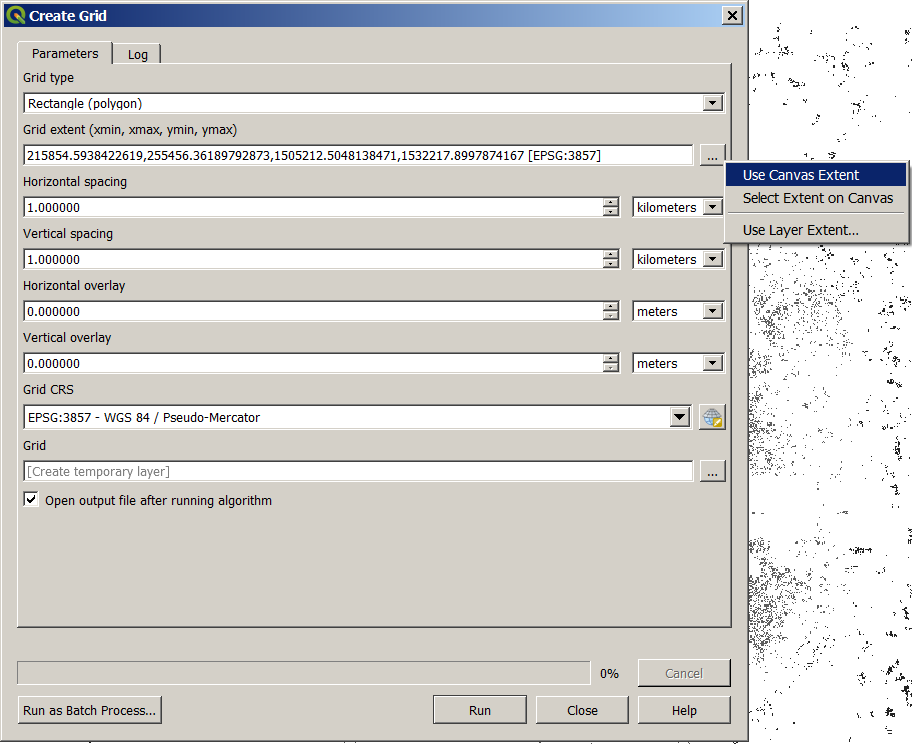 Create Grid
Parameters Log
Grid type
Rectangle (polygon)
Grid extent (xmin, xmax, ymin, ymax)
215854.5938422619,255456.36189792873,1505212.5048138471,1532217.8997874167 [EPSG:3857] ...
Use Canvas Extent
Select Extent on Canvas
Use Layer Extent...
Horizontal spacing
1.000000 kilometers
Vertical spacing
1.000000 kilometers
Horizontal overlay
0.000000 meters
Vertical overlay
0.000000 meters
Grid CRS
EPSG:3857 - WGS 84 / Pseudo-Mercator
Grid
[Create temporary layer] ...
Open output file after running algorithm
0% Cancel
Run as Batch Process... Run Close Help